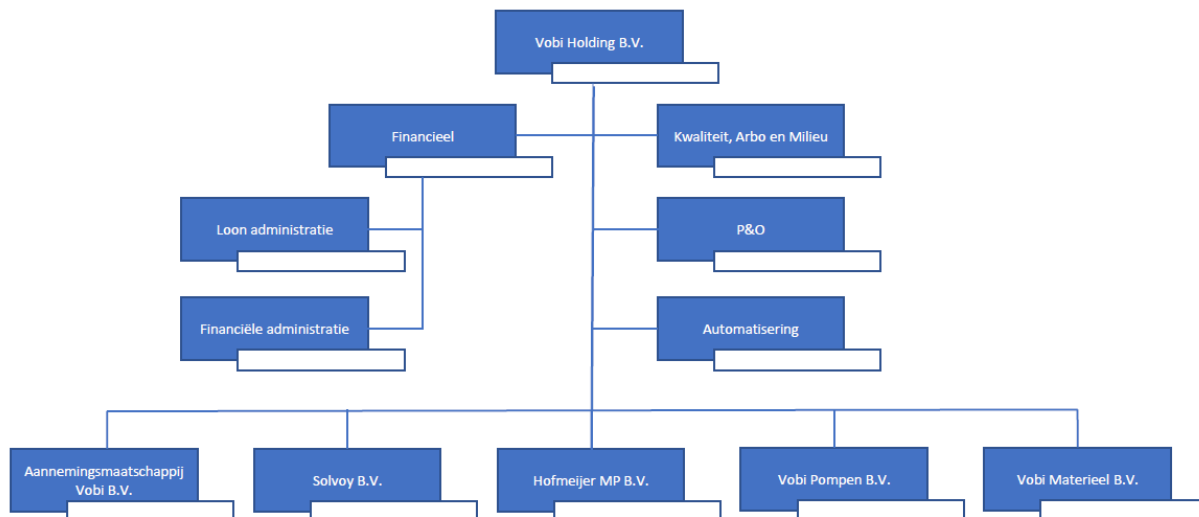 Vobi Holding B.V.
Financieel
Kwaliteit, Arbo en Milieu
Loon administratie
P&O
Financiële administratie
Automatisering
Aannemingsmaatschappij
Vobi B.V.
Solvoy B.V.
Hofmeijer MP B.V.
Vobi Pompen B.V.
Vobi Materieel B.V.